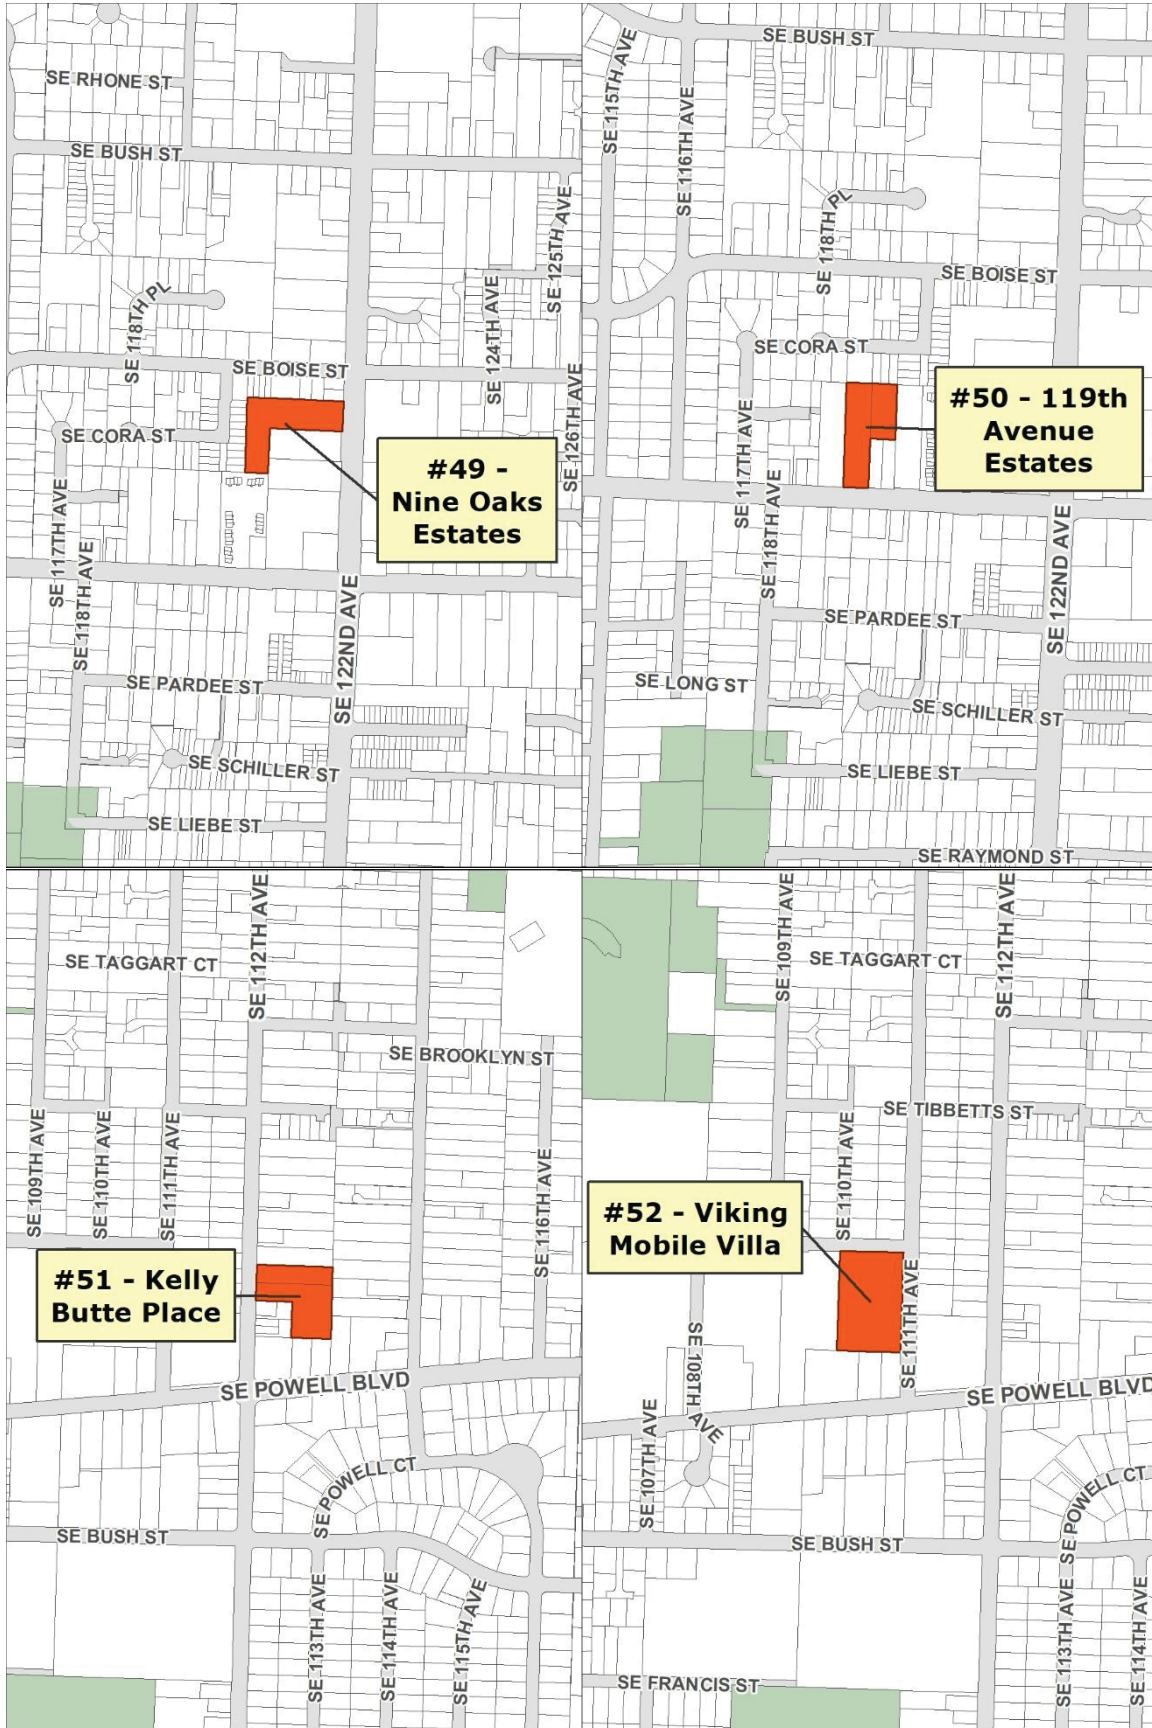 SE RHONE ST
SE BUSH ST
SE 125TH AVE
SE 118TH PL
SE 124TH AVE
SE BOISE ST
SE 126TH AVE
SE CORA ST
#49 -
Nine Oaks
Estates
SE 117TH AVE
SE 118TH AVE
SE 122ND AVE
SE PARDEE ST
SE SCHILLER ST
SE LIEBE ST
SE BUSH ST
SE 115TH AVE
SE 116TH AVE
SE 118TH PL
SE BOISE ST
SE CORA ST
#50 - 119th
Avenue
Estates
SE 117TH AVE
SE 118TH AVE
SE 122ND AVE
SE PARDEE ST
SE LONG ST
SE SCHILLER ST
SE LIEBE ST
SE RAYMOND ST
SE 112TH AVE
SE TAGGART CT
SE BROOKLYN ST
SE 109TH AVE
SE 110TH AVE
SE 111TH AVE
SE 116TH AVE
#51 - Kelly
Butte Place
SE POWELL BLVD
SE POWELL CT
SE BUSH ST
SE 113TH AVE
SE 114TH AVE
SE 115TH AVE
SE 109TH AVE
SE 112TH AVE
SE TAGGART CT
SE TIBBETTS ST
SE 110TH AVE
#52 - Viking
Mobile Villa
SE 111TH AVE
SE 108TH AVE
SE POWELL BLVD
SE 107TH AVE
SE POWELL CT
SE BUSH ST
SE 113TH AVE
SE 114TH AVE
SE FRANCIS ST